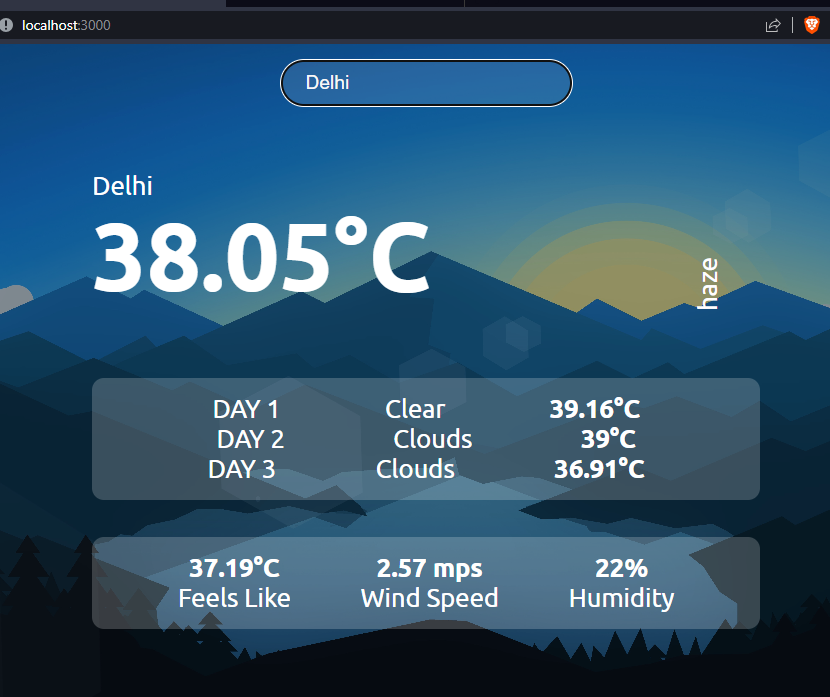 localhost:3000
Delhi
Delhi
38.05°C
haze
DAY 1 Clear 39.16°C
DAY 2 Clouds 39°C
DAY 3 Clouds 36.91°C
37.19°C 2.57 mps 22%
Feels Like Wind Speed Humidity